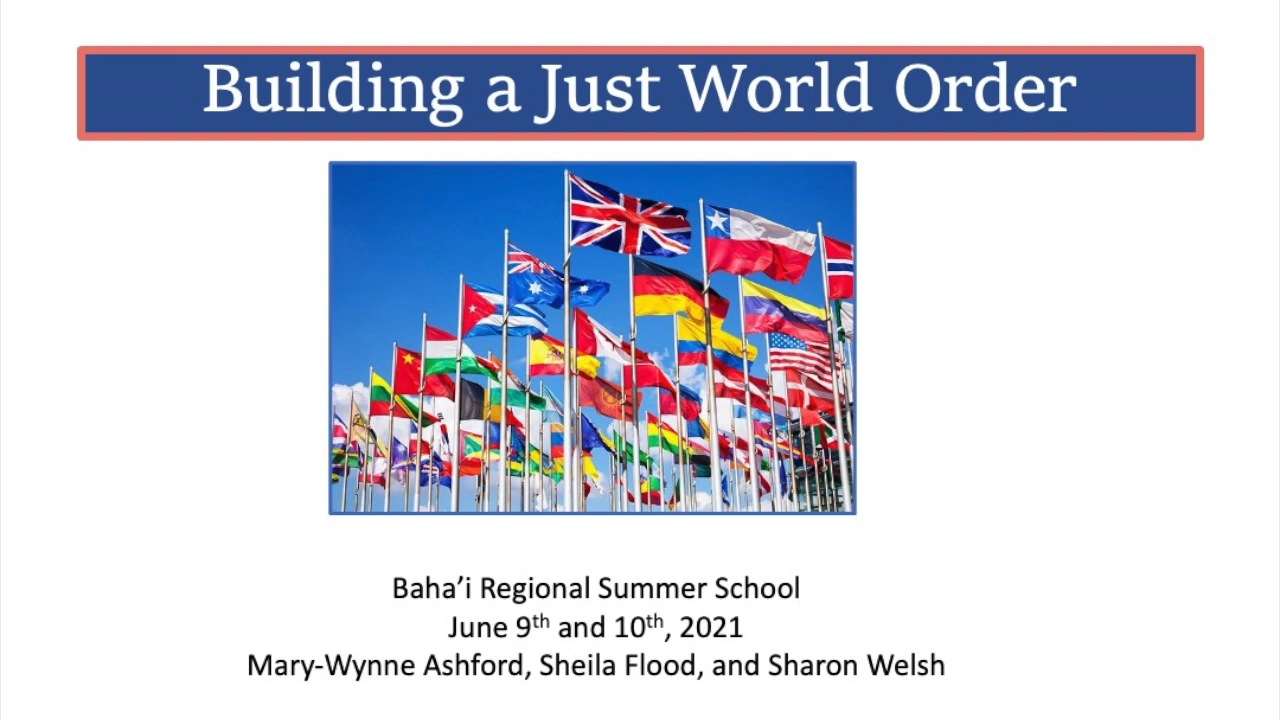 Building a Just World Order
Baha’i Regional Summer School
June 9th and 10th, 2021
Mary-Wynne Ashford, Sheila Flood, and Sharon Welsh